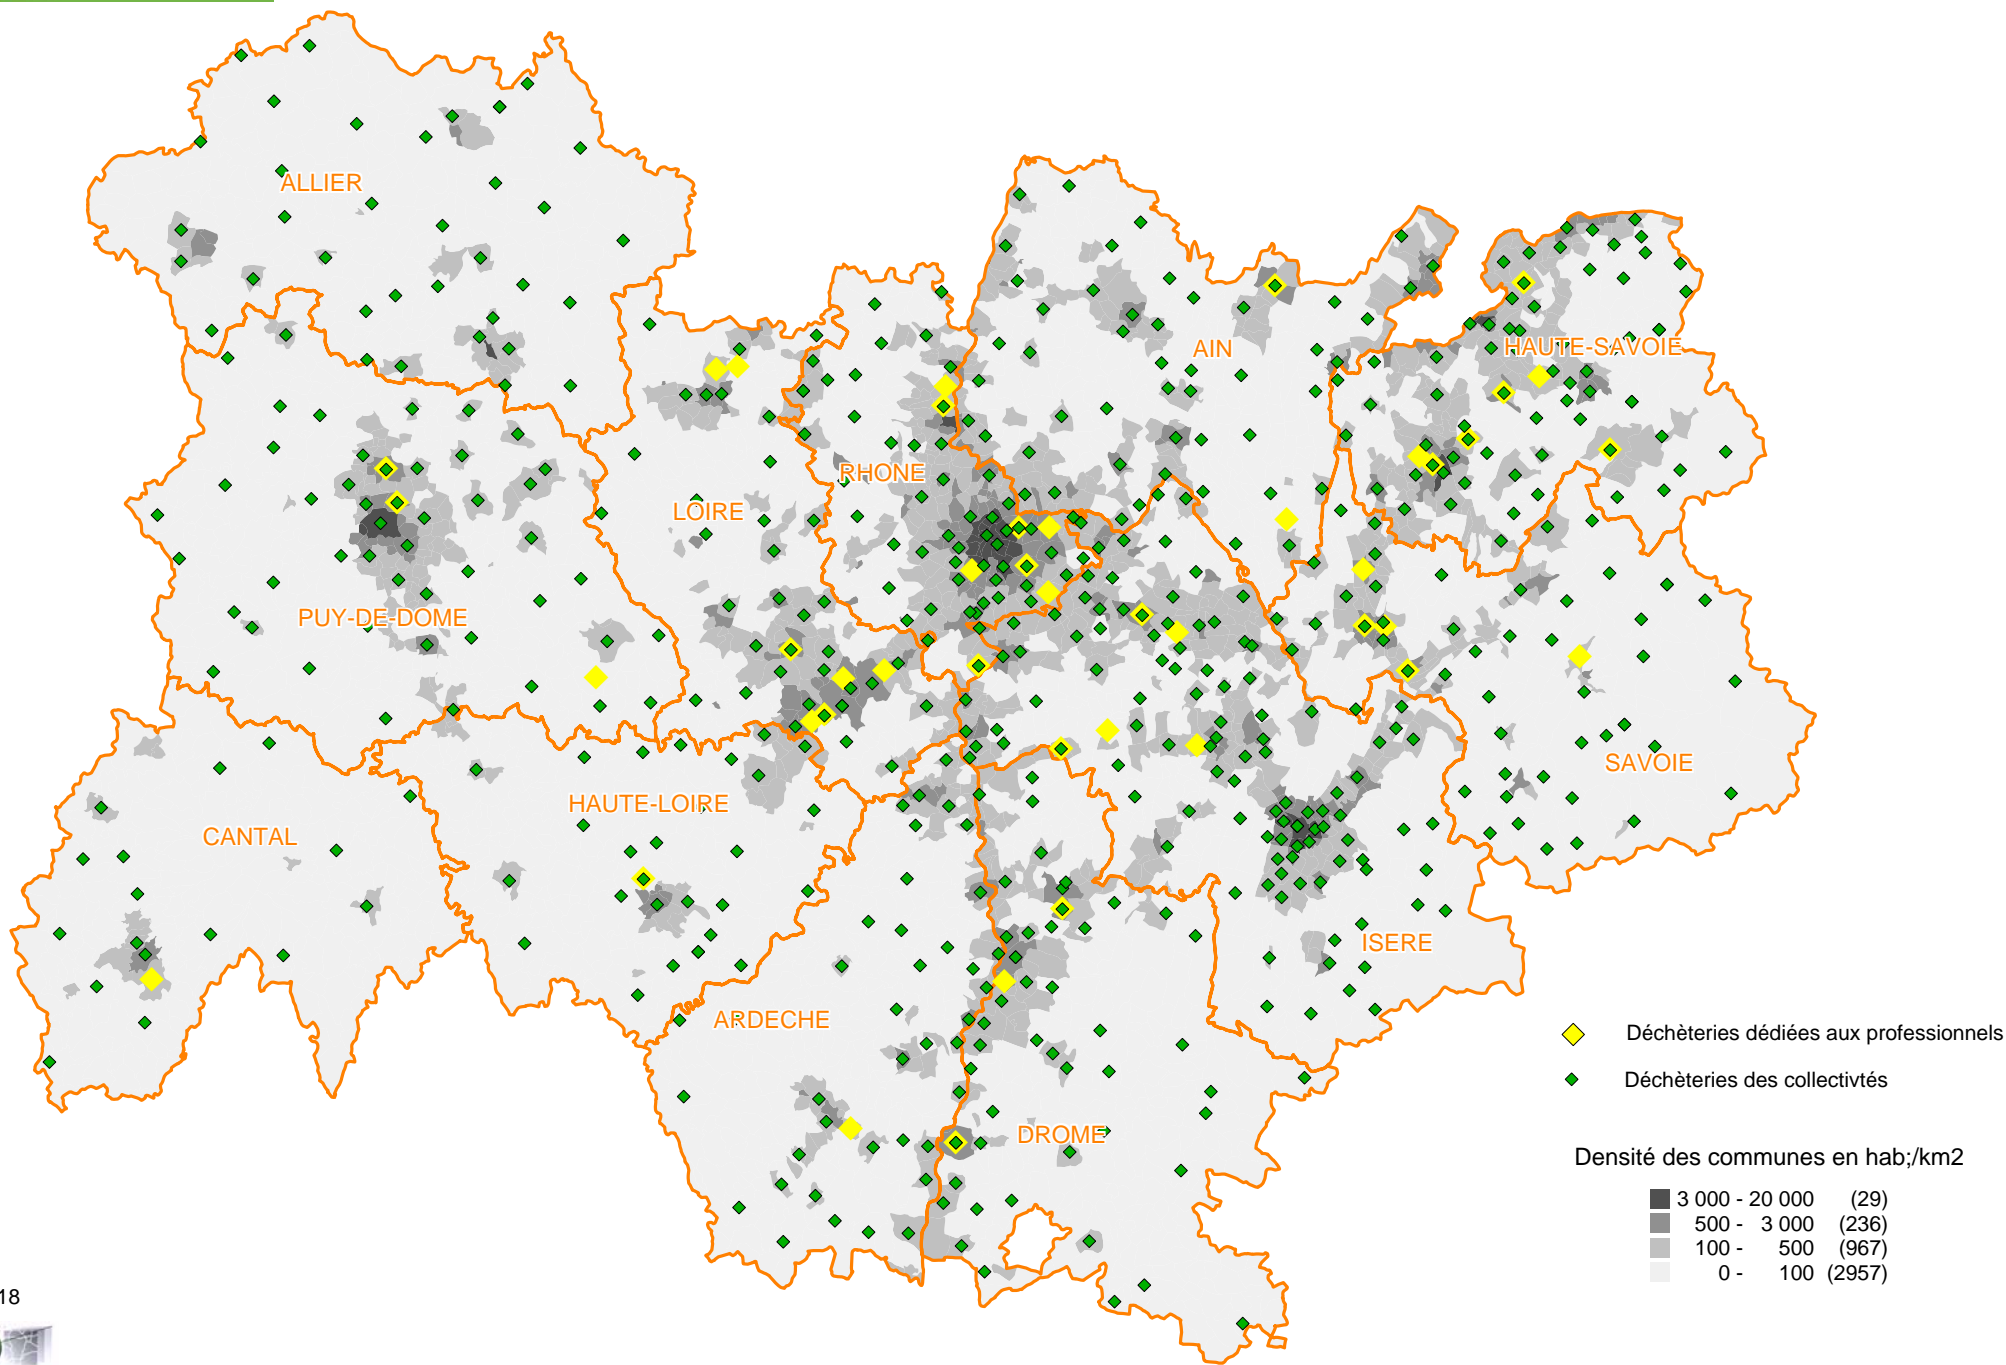 ALLIER
AIN
HAUTE-SAVOIE
RHONE
LOIRE
PUY-DE-DOME
SAVOIE
HAUTE-LOIRE
CANTAL
ISERE
ARDECHE
DROME
Déchèteries dédiées aux professionnels
Déchèteries des collectivtés
Densité des communes en hab;/km2
3 000 - 20 000 (29)
500 - 3 000 (236)
100 - 500 (967)
0 - 100 (2957)
18